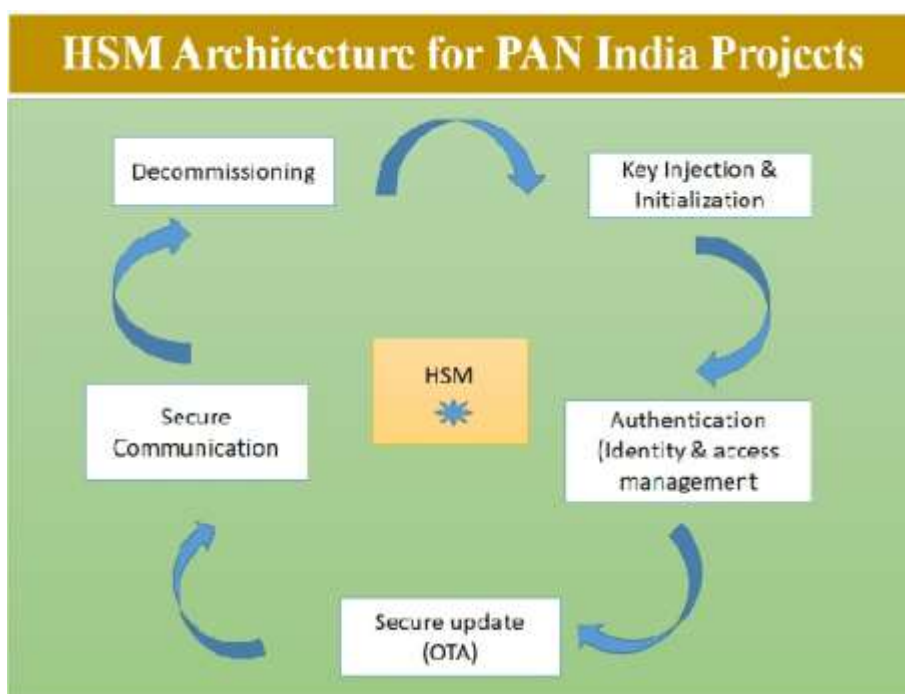 HSM Architecture for PAN India Projects
Decommissioning
Key Injection &
Initialization
HSM
Secure
Communication
Authentication
(Identity & access
management
Secure update
(OTA)